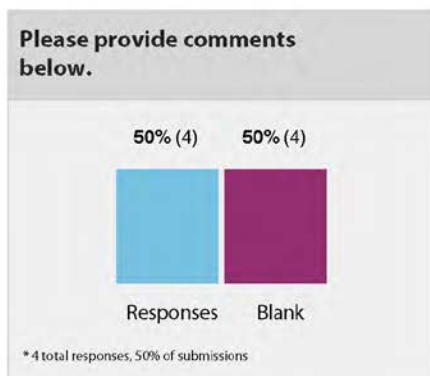 Please provide comments
below.
50% (4) 50% (4)
Responses Blank
* 4 total responses, 50% of submissions